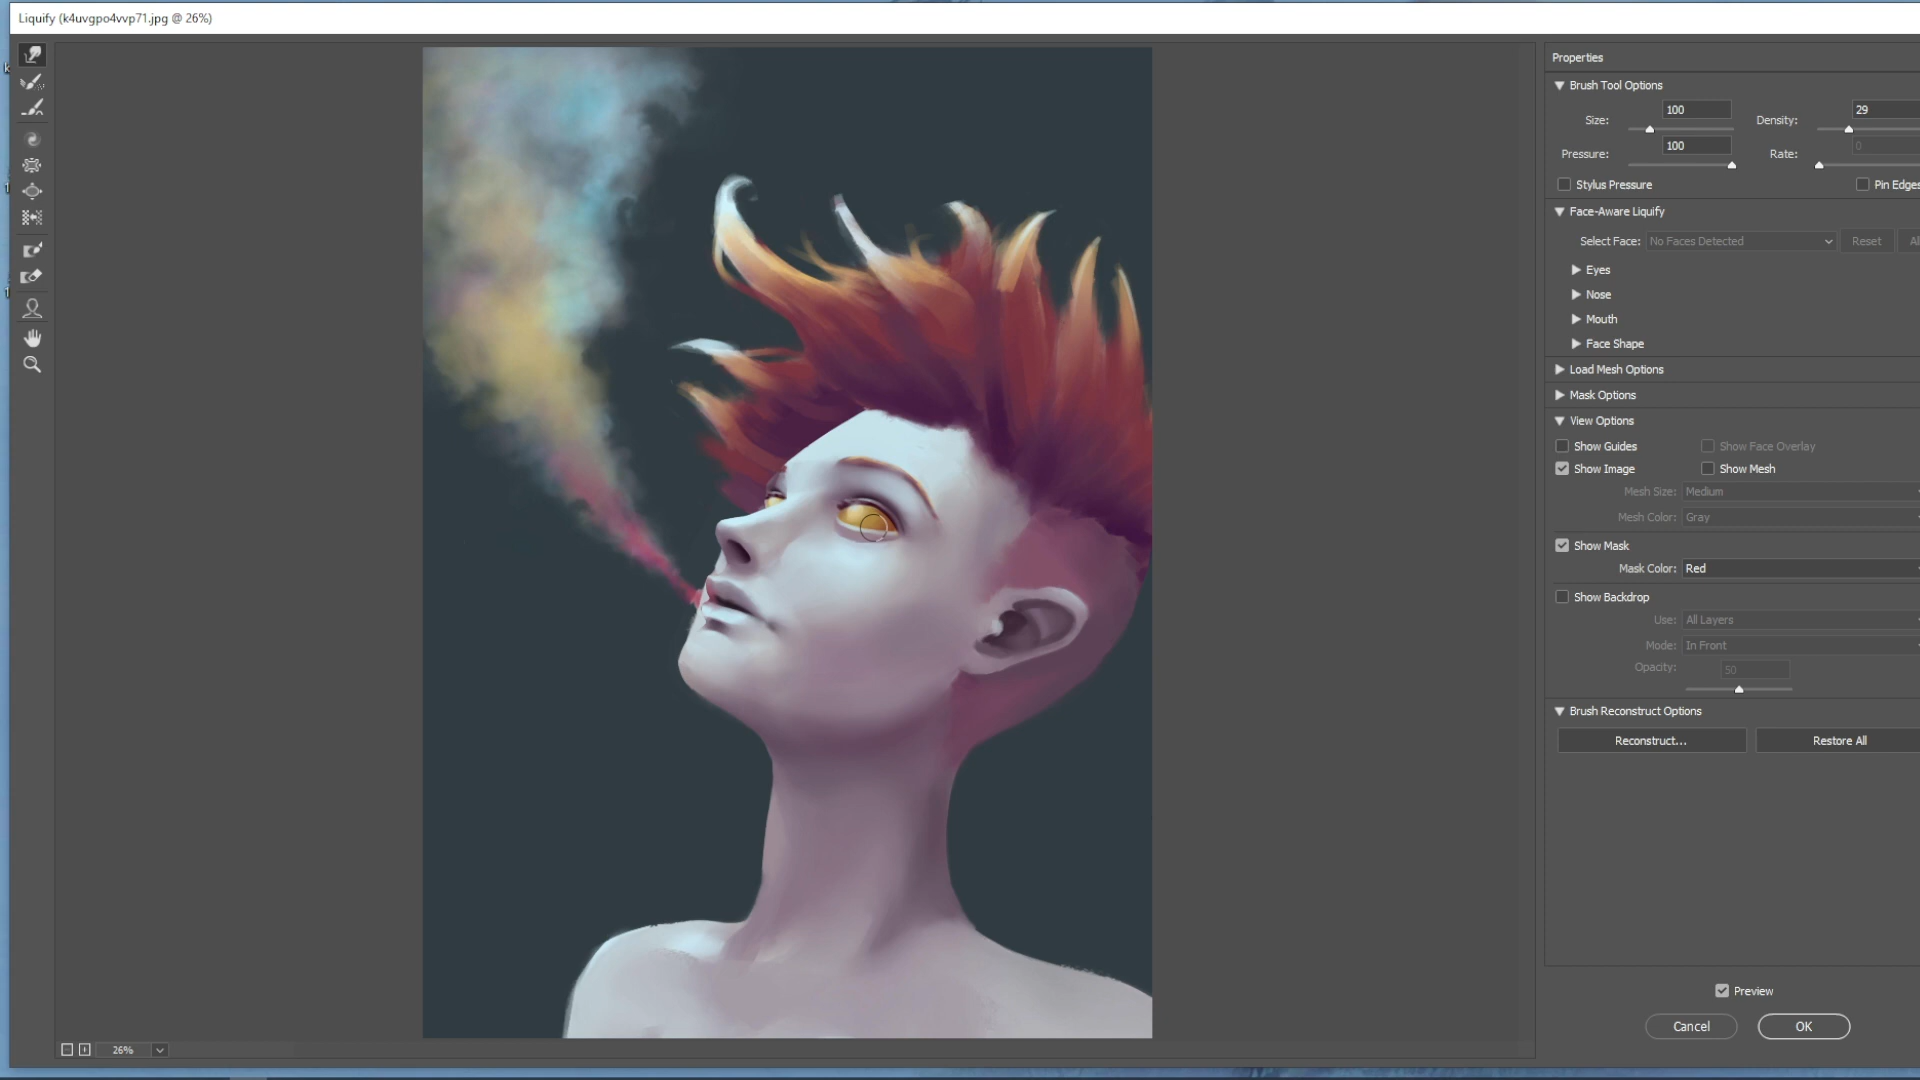 Liquify (k4uvgpo4vvp71.jpg @ 26%)
Properties
Brush Tool Options
Size: 100 Density: 29
Pressure: 100 Rate: 0
Stylus Pressure Pin Edges
Face-Aware Liquify
Select Face: No Faces Detected Reset Al
Eyes
Nose
Mouth
Face Shape
Load Mesh Options
Mask Options
View Options
Show Guides Show Face Overlay
Show Image Show Mesh
Mesh Size: Medium
Mesh Color: Gray
Show Mask
Mask Color: Red
Show Backdrop
Use: All Layers
Mode: In Front
Opacity: 50
Brush Reconstruct Options
Reconstruct... Restore All
Preview
Cancel OK
26%